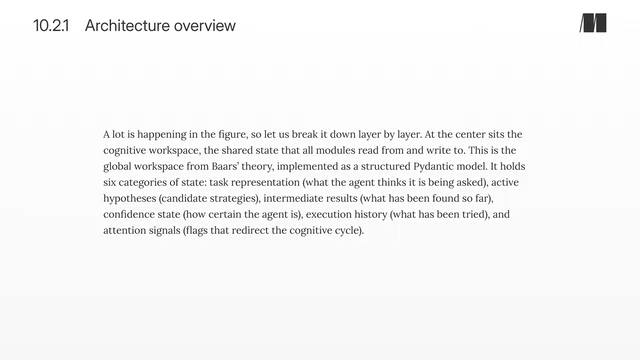 10.2.1 Architecture overview
A lot is happening in the figure, so let us break it down layer by layer. At the center sits the
cognitive workspace, the shared state that all modules read from and write to. This is the
global workspace from Baars' theory, implemented as a structured Pydantic model. It holds
six categories of state: task representation (what the agent thinks it is being asked), active
hypotheses (candidate strategies), intermediate results (what has been found so far),
confidence state (how certain the agent is), execution history (what has been tried), and
attention signals (flags that redirect the cognitive cycle).